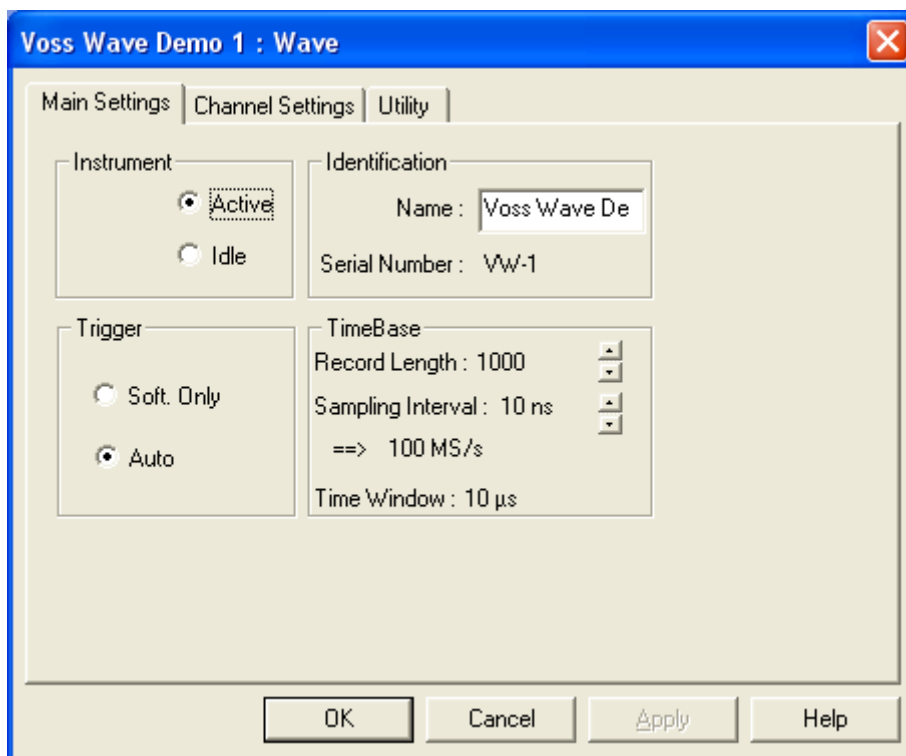 Voss Wave Demo 1 : Wave
Main Settings
Channel Settings
Utility
Instrument
Active
Idle
Identification
Name : Voss Wave De
Serial Number : VW-1
Trigger
Soft. Only
Auto
TimeBase
Record Length : 1000
Sampling Interval : 10 ns
==> 100 MS/s
Time Window : 10 µs
OK
Cancel
Apply
Help